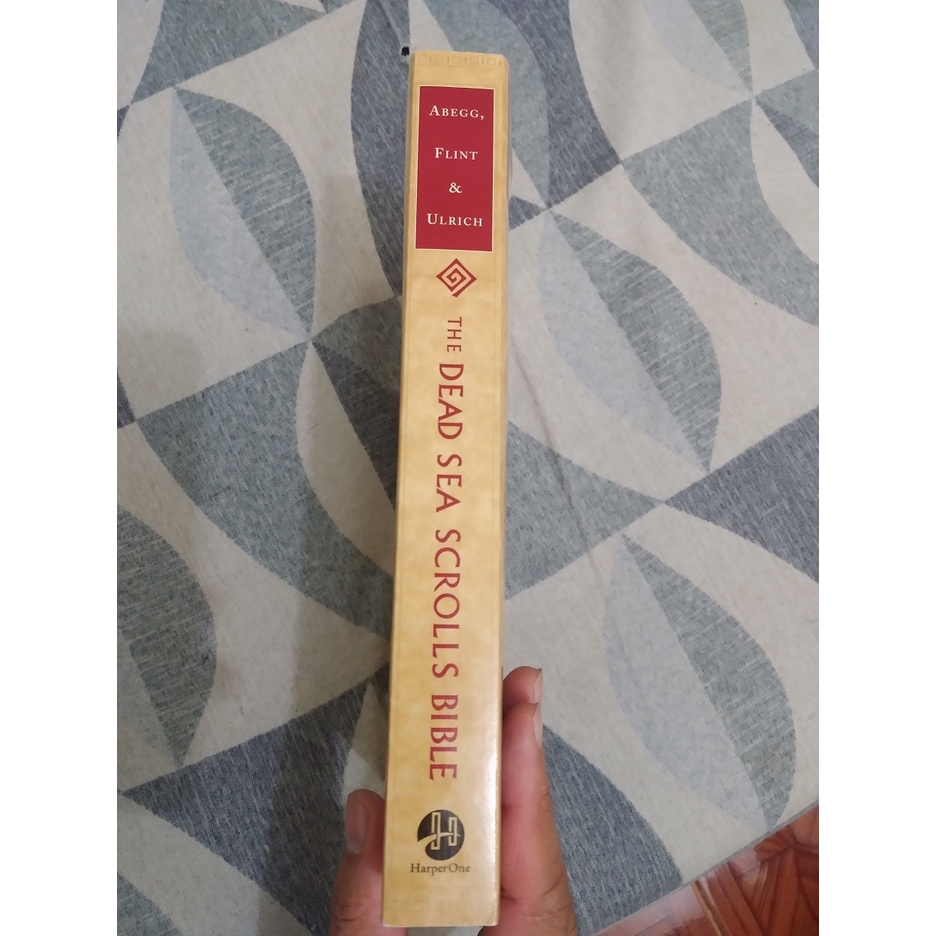 ABEGG,
FLINT
&
ULRICH
THE DEAD SEA SCROLLS BIBLE
HarperOne